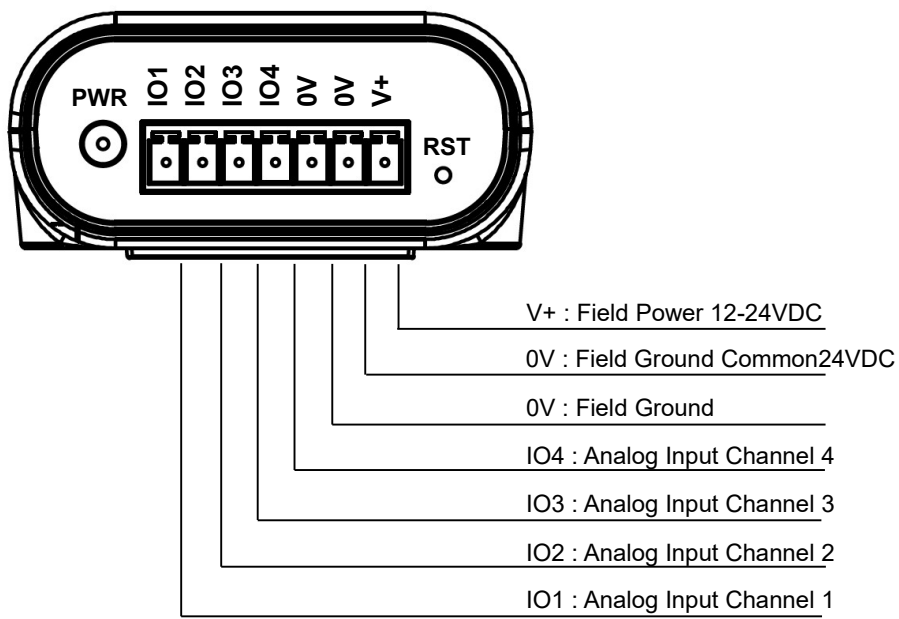 PWR IO1 IO2 IO3 IO4 0V 0V V+ RST
V+ : Field Power 12-24VDC
0V : Field Ground Common24VDC
0V : Field Ground
IO4 : Analog Input Channel 4
IO3 : Analog Input Channel 3
IO2 : Analog Input Channel 2
IO1 : Analog Input Channel 1